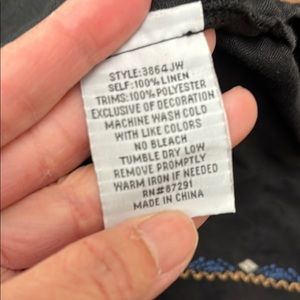 STYLE:3864JW
SELF:100%LINEN
TRIMS:100%POLYESTER
EXCLUSIVE OF DECORATION
MACHINE WASH COLD
WITH LIKE COLORS
NO BLEACH
TUMBLE DRY LOW
REMOVE PROMPTLY
WARM IRON IF NEEDED
RN#87291
MADE IN CHINA